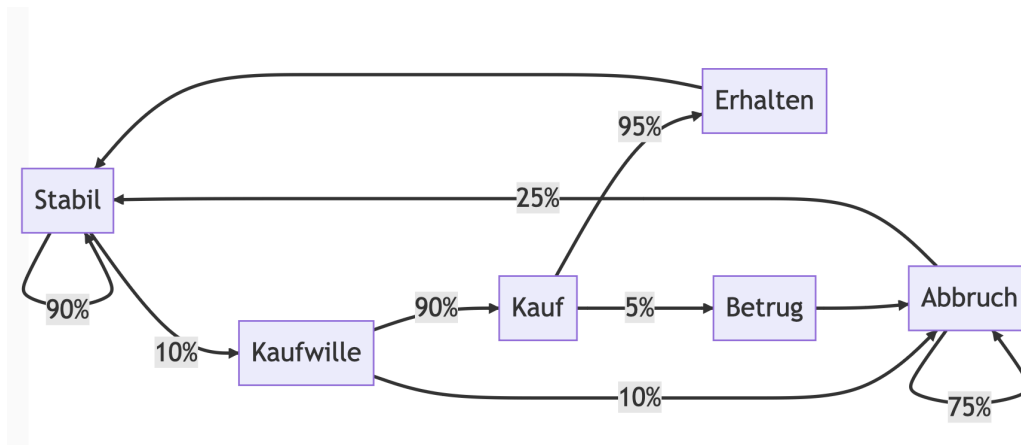 Erhalten
95%
Stabil
25%
90%
10%
Kaufwille
90%
Kauf
5%
Betrug
Abbruch
10%
75%